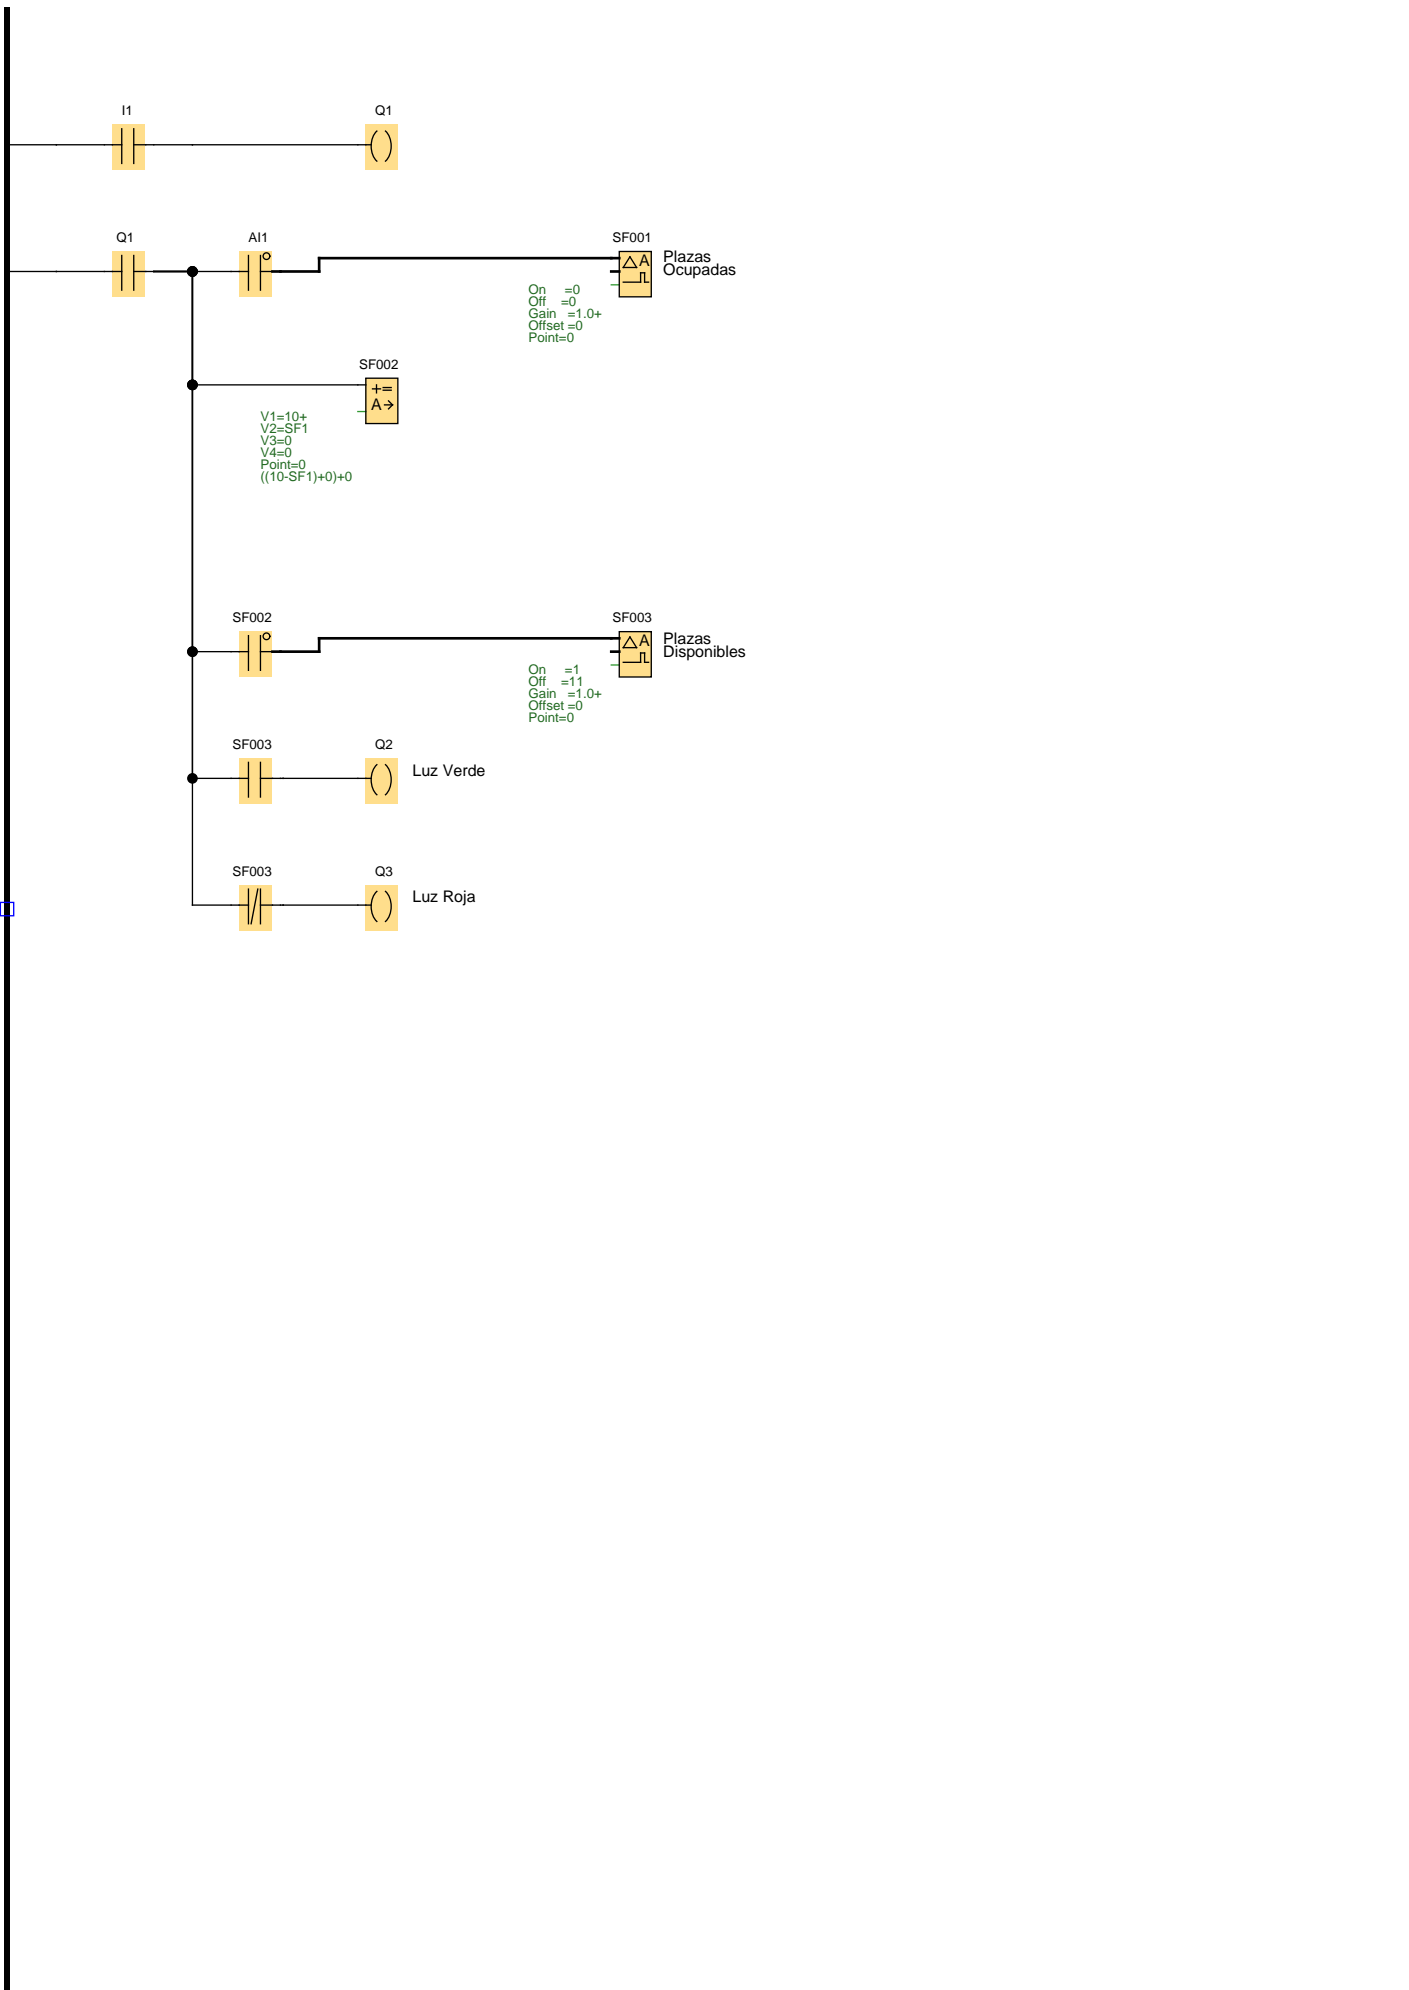 I1
Q1
Q1
AI1
SF001
Plazas
Ocupadas
△A
On =0
Off =0
Gain =1.0+
Offset =0
Point=0
SF002
+=
A→
V1=10+
V2=SF1
V3=0
V4=0
Point=0
((10-SF1)+0)+0
SF002
SF003
Plazas
Disponibles
△A
On =1
Off =11
Gain =1.0+
Offset =0
Point=0
SF003
Q2
Luz Verde
SF003
Q3
Luz Roja